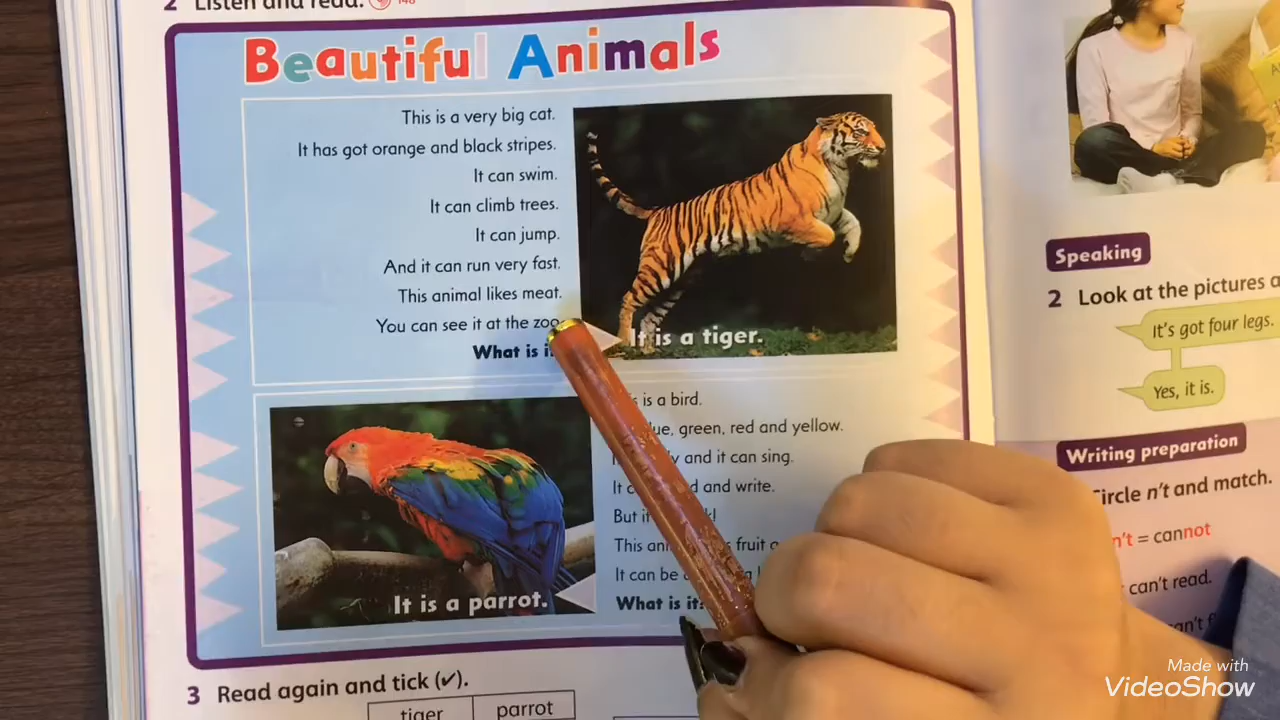 2 Listen and read. 148
Beautiful Animals
This is a very big cat.
It has got orange and black stripes.
It can swim.
It can climb trees.
It can jump.
And it can run very fast.
This animal likes meat.
You can see it at the zoo
What is
It is a tiger.
is a bird.
green, red and yellow.
and it can sing.
It and write.
But
This fruit
It can be
What is it?
It is a parrot.
3 Read again and tick (✓).
tiger parrot
Speaking
2 Look at the pictures
It's got four legs.
Yes, it is.
Writing preparation
Circle n't and match.
n't = cannot
can't read.
Made with
VideoShow